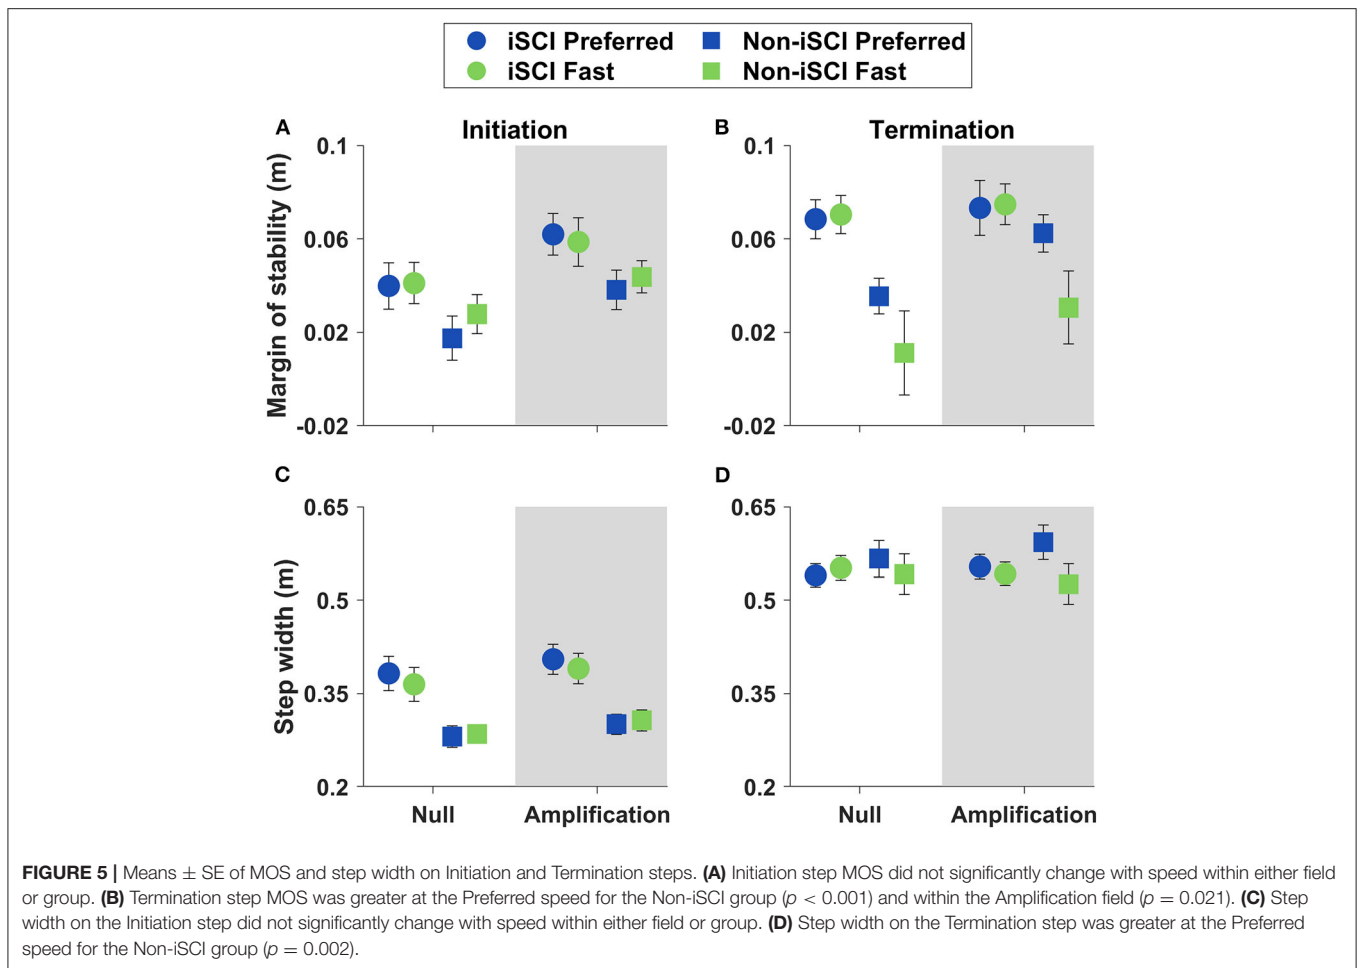 iSCI Preferred Non-iSCI Preferred
iSCI Fast Non-iSCI Fast
A Initiation B Termination
Margin of stability (m)
0.1 0.1
0.06 0.06
0.02 0.02
-0.02 -0.02
C D
Step width (m)
0.65 0.65
0.5 0.5
0.35 0.35
0.2 0.2
Null Amplification Null Amplification
FIGURE 5 | Means ± SE of MOS and step width on Initiation and Termination steps. (A) Initiation step MOS did not significantly change with speed within either field
or group. (B) Termination step MOS was greater at the Preferred speed for the Non-iSCI group (p < 0.001) and within the Amplification field (p = 0.021). (C) Step
width on the Initiation step did not significantly change with speed within either field or group. (D) Step width on the Termination step was greater at the Preferred
speed for the Non-iSCI group (p = 0.002).